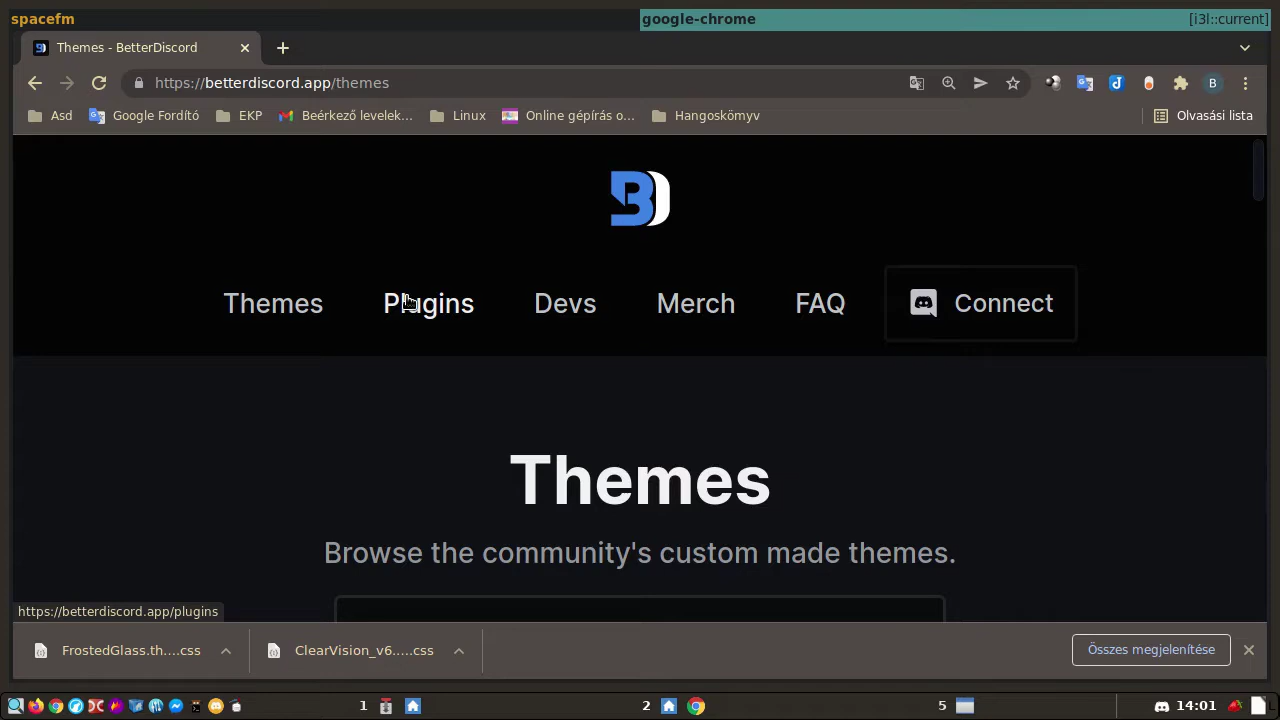 spacefm
google-chrome
[i3l::current]
Themes - BetterDiscord
https://betterdiscord.app/themes
B
Asd
Google Fordító
EKP
Beérkező levelek...
Linux
Online gépírás o...
Hangoskönyv
Olvasási lista
Themes
Plugins
Devs
Merch
FAQ
Connect
Themes
Browse the community's custom made themes.
https://betterdiscord.app/plugins
FrostedGlass.th....css
ClearVision_v6.....css
Összes megjelenítése
1
2
5
14:01